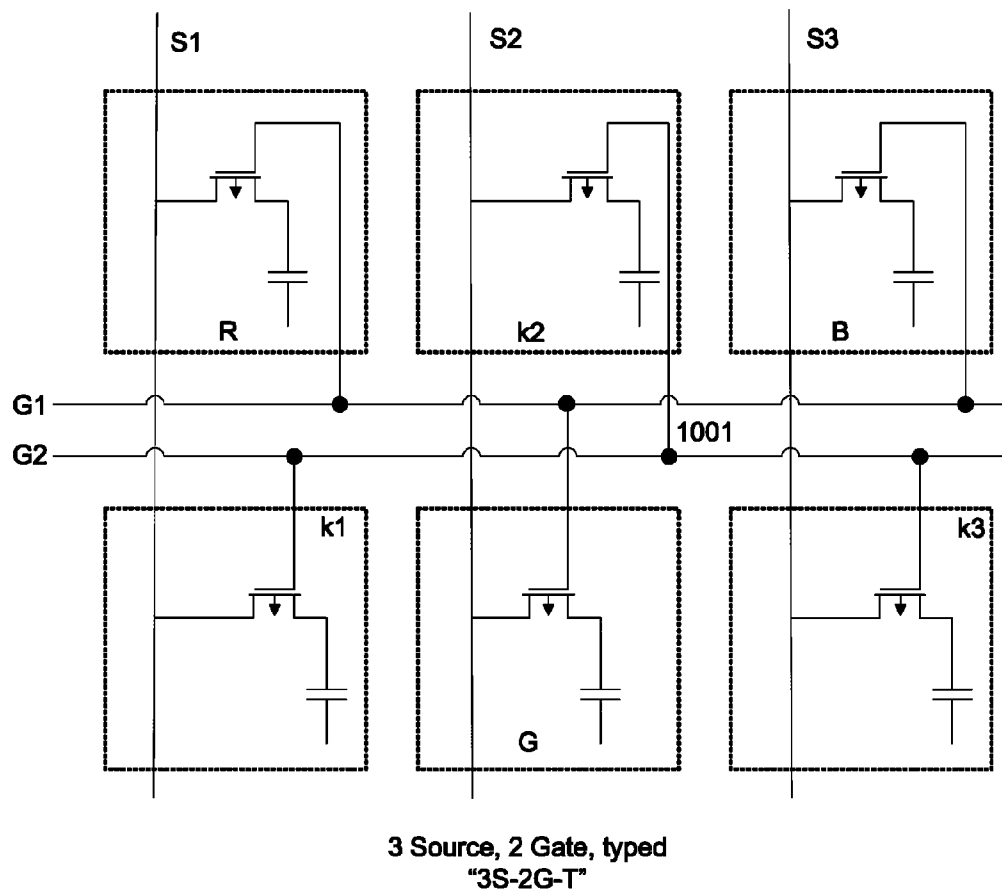 S1
S2
S3
R
k2
B
G1
1001
G2
k1
k3
G
3 Source, 2 Gate, typed
“3S-2G-T”